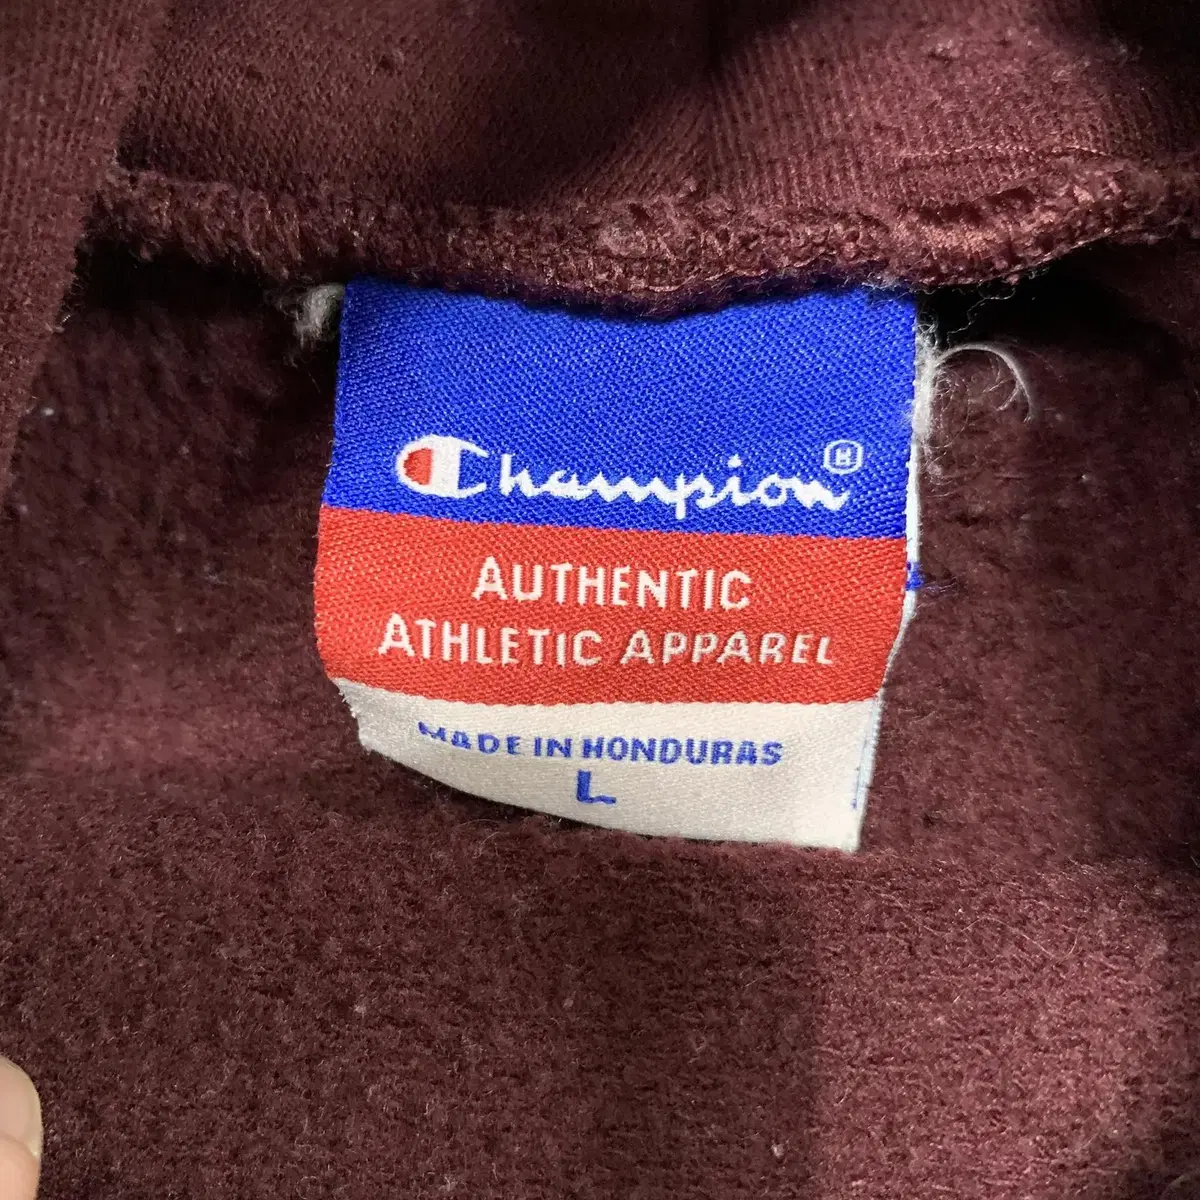 Champion®
AUTHENTIC
ATHLETIC APPAREL
MADE IN HONDURAS
L